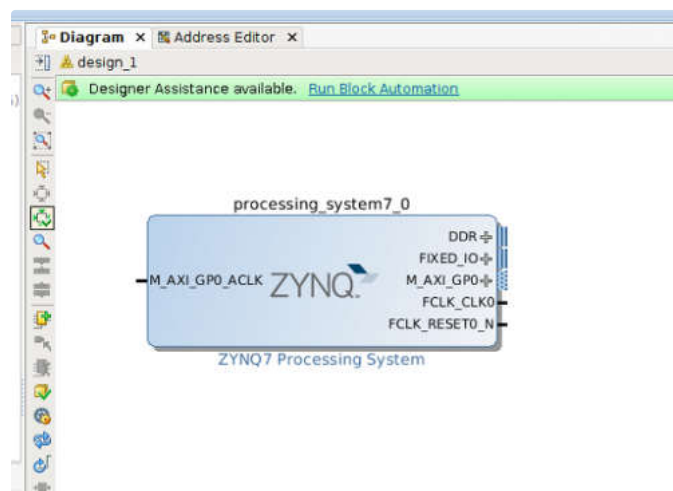 Diagram × Address Editor ×
design_1
Designer Assistance available. Run Block Automation
processing_system7_0
DDR
FIXED_IO
M_AXI_GP0_ACLK ZYNQ M_AXI_GP0
FCLK_CLK0
FCLK_RESET0_N
ZYNQ7 Processing System